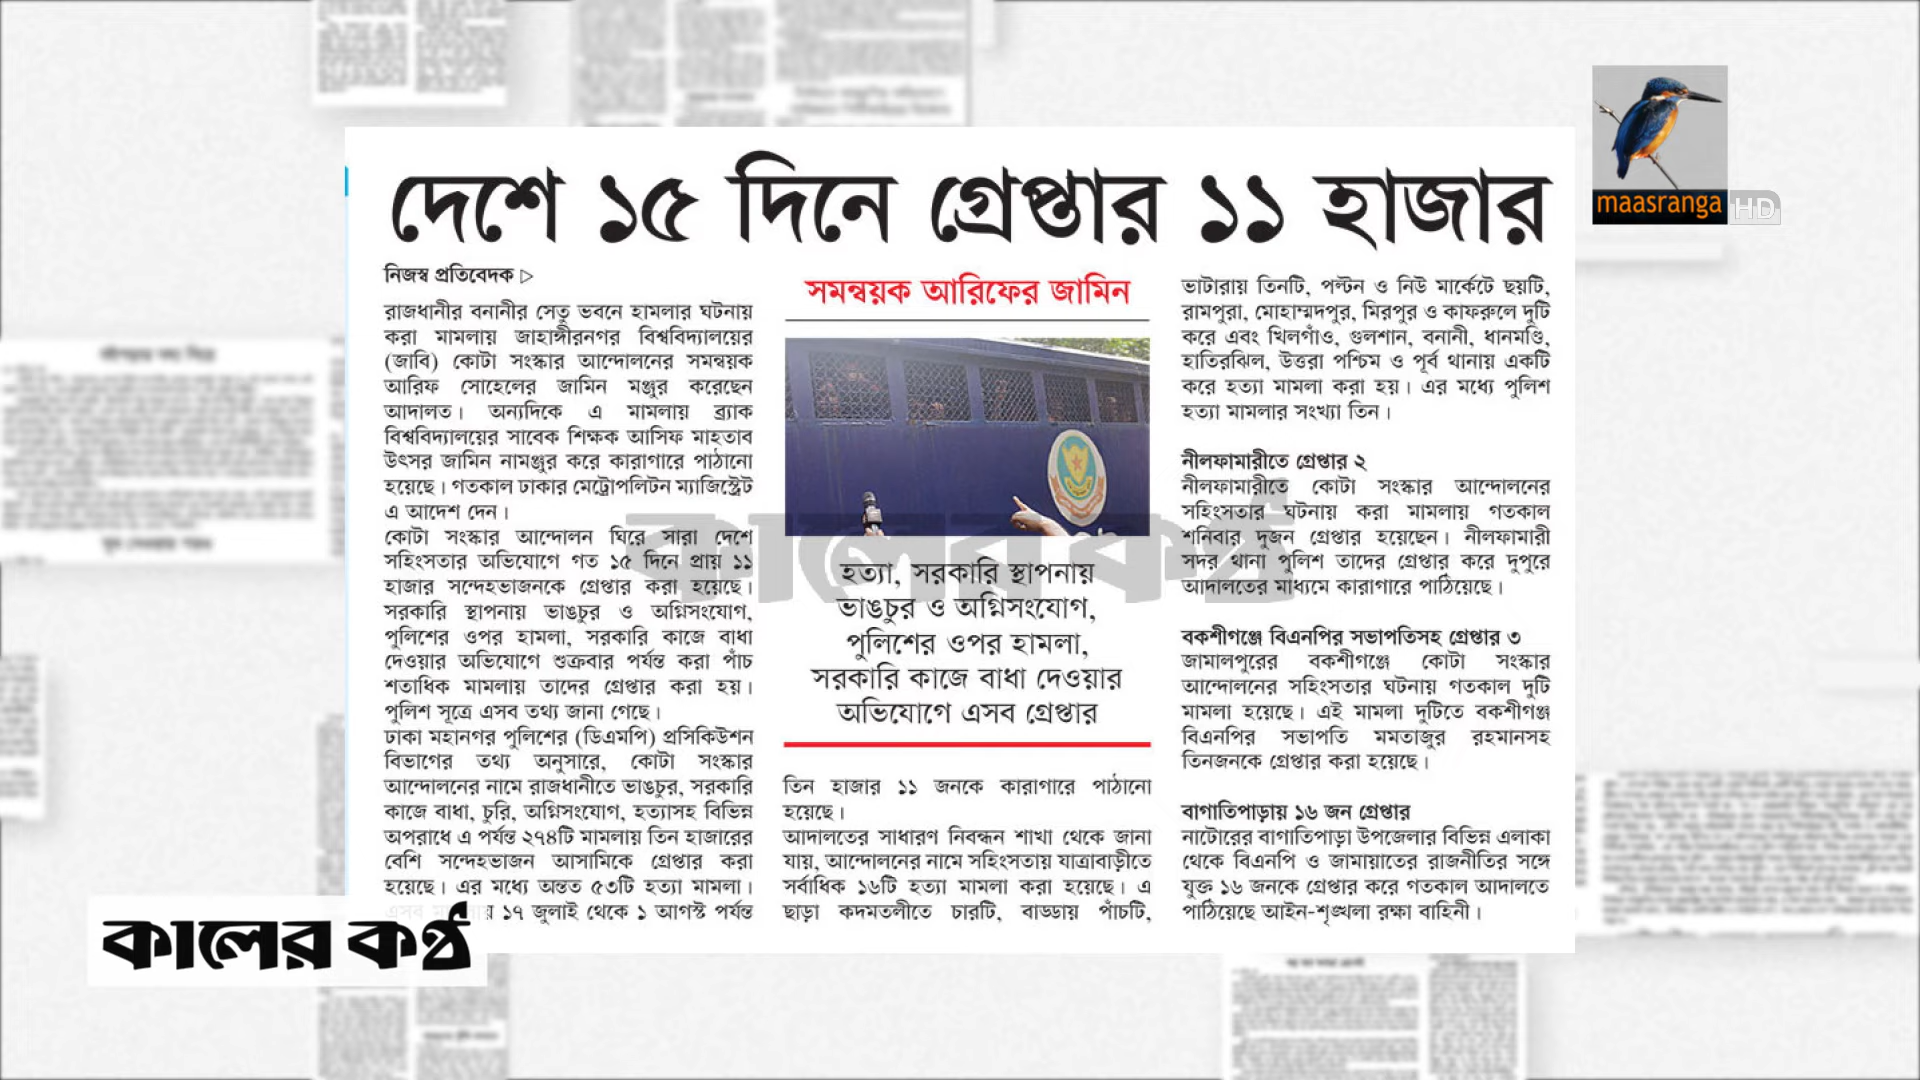 maasranga HD
দেশে ১৫ দিনে গ্রেপ্তার ১১ হাজার
নিজস্ব প্রতিবেদক
রাজধানীর বনানীর সেতু ভবনে হামলার ঘটনায়
করা মামলায় জাহাঙ্গীরনগর বিশ্ববিদ্যালয়ের
(জাবি) কোটা সংস্কার আন্দোলনের সমন্বয়ক
আরিফ সোহেলের জামিন মঞ্জুর করেছেন
আদালত। অন্যদিকে এ মামলায় ব্র্যাক
বিশ্ববিদ্যালয়ের সাবেক শিক্ষক আসিফ মাহতাব
উৎসর জামিন নামঞ্জুর করে কারাগারে পাঠানো
হয়েছে। গতকাল ঢাকার মেট্রোপলিটন ম্যাজিস্ট্রেট
এ আদেশ দেন।
কোটা সংস্কার আন্দোলন ঘিরে সারা দেশে
সহিংসতার অভিযোগে গত ১৫ দিনে প্রায় ১১
হাজার সন্দেহভাজনকে গ্রেপ্তার করা হয়েছে।
সরকারি স্থাপনায় ভাঙচুর ও অগ্নিসংযোগ,
পুলিশের ওপর হামলা, সরকারি কাজে বাধা
দেওয়ার অভিযোগে শুক্রবার পর্যন্ত করা পাঁচ
শতাধিক মামলায় তাদের গ্রেপ্তার করা হয়।
পুলিশ সূত্রে এসব তথ্য জানা গেছে।
ঢাকা মহানগর পুলিশের (ডিএমপি) প্রসিকিউশন
বিভাগের তথ্য অনুসারে, কোটা সংস্কার
আন্দোলনের নামে রাজধানীতে ভাঙচুর, সরকারি
কাজে বাধা, চুরি, অগ্নিসংযোগ, হত্যাসহ বিভিন্ন
অপরাধে এ পর্যন্ত ২৭৪টি মামলায় তিন হাজারের
বেশি সন্দেহভাজন আসামিকে গ্রেপ্তার করা
হয়েছে। এর মধ্যে অন্তত ৫৩টি হত্যা মামলা।
এসব মামলায় ১৭ জুলাই থেকে ১ আগস্ট পর্যন্ত
সমন্বয়ক আরিফের জামিন
হত্যা, সরকারি স্থাপনায়
ভাঙচুর ও অগ্নিসংযোগ,
পুলিশের ওপর হামলা,
সরকারি কাজে বাধা দেওয়ার
অভিযোগে এসব গ্রেপ্তার
তিন হাজার ১১ জনকে কারাগারে পাঠানো
হয়েছে।
আদালতের সাধারণ নিবন্ধন শাখা থেকে জানা
যায়, আন্দোলনের নামে সহিংসতায় যাত্রাবাড়ীতে
সর্বাধিক ১৬টি হত্যা মামলা করা হয়েছে। এ
ছাড়া কদমতলীতে চারটি, বাড্ডায় পাঁচটি,
ভাটারায় তিনটি, পল্টন ও নিউ মার্কেটে ছয়টি,
রামপুরা, মোহাম্মদপুর, মিরপুর ও কাফরুলে দুটি
করে এবং খিলগাঁও, গুলশান, বনানী, ধানমণ্ডি,
হাতিরঝিল, উত্তরা পশ্চিম ও পূর্ব থানায় একটি
করে হত্যা মামলা করা হয়। এর মধ্যে পুলিশ
হত্যা মামলার সংখ্যা তিন।
নীলফামারীতে গ্রেপ্তার ২
নীলফামারীতে কোটা সংস্কার আন্দোলনের
সহিংসতার ঘটনায় করা মামলায় গতকাল
শনিবার দুজন গ্রেপ্তার হয়েছেন। নীলফামারী
সদর থানা পুলিশ তাদের গ্রেপ্তার করে দুপুরে
আদালতের মাধ্যমে কারাগারে পাঠিয়েছে।
বকশীগঞ্জে বিএনপির সভাপতিসহ গ্রেপ্তার ৩
জামালপুরের বকশীগঞ্জে কোটা সংস্কার
আন্দোলনের সহিংসতার ঘটনায় গতকাল দুটি
মামলা হয়েছে। এই মামলা দুটিতে বকশীগঞ্জ
বিএনপির সভাপতি মমতাজুর রহমানসহ
তিনজনকে গ্রেপ্তার করা হয়েছে।
বাগাতিপাড়ায় ১৬ জন গ্রেপ্তার
নাটোরের বাগাতিপাড়া উপজেলার বিভিন্ন এলাকা
থেকে বিএনপি ও জামায়াতের রাজনীতির সঙ্গে
যুক্ত ১৬ জনকে গ্রেপ্তার করে গতকাল আদালতে
পাঠিয়েছে আইন-শৃঙ্খলা রক্ষা বাহিনী।
কালের কণ্ঠ
কালের কণ্ঠ